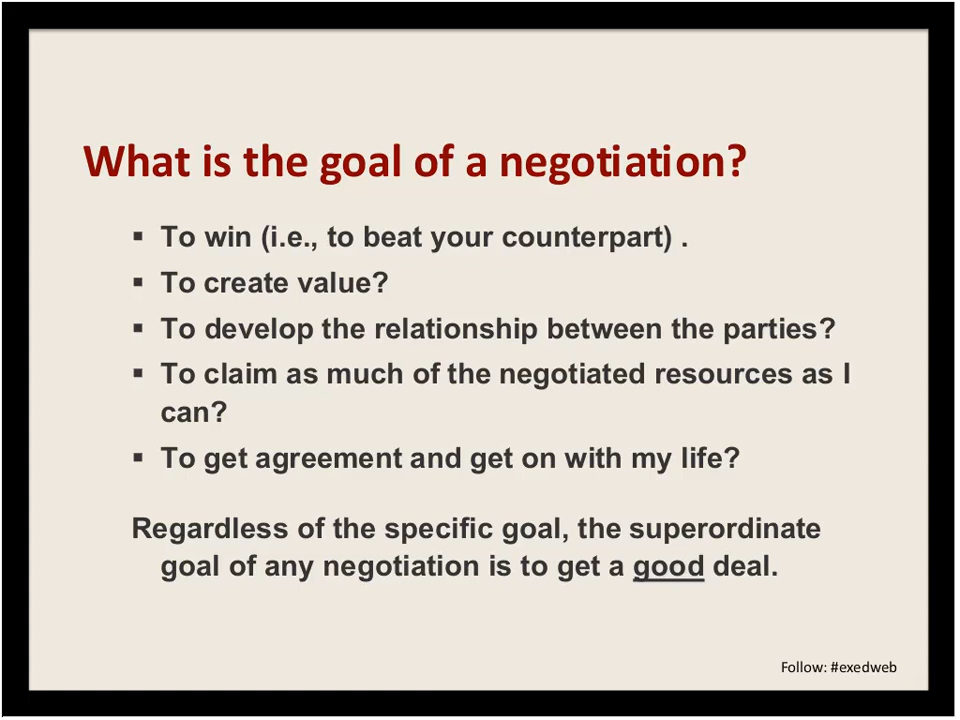 What is the goal of a negotiation?
▪ To win (i.e., to beat your counterpart) .
▪ To create value?
▪ To develop the relationship between the parties?
▪ To claim as much of the negotiated resources as I
can?
▪ To get agreement and get on with my life?
Regardless of the specific goal, the superordinate
goal of any negotiation is to get a good deal.
Follow: #exedweb